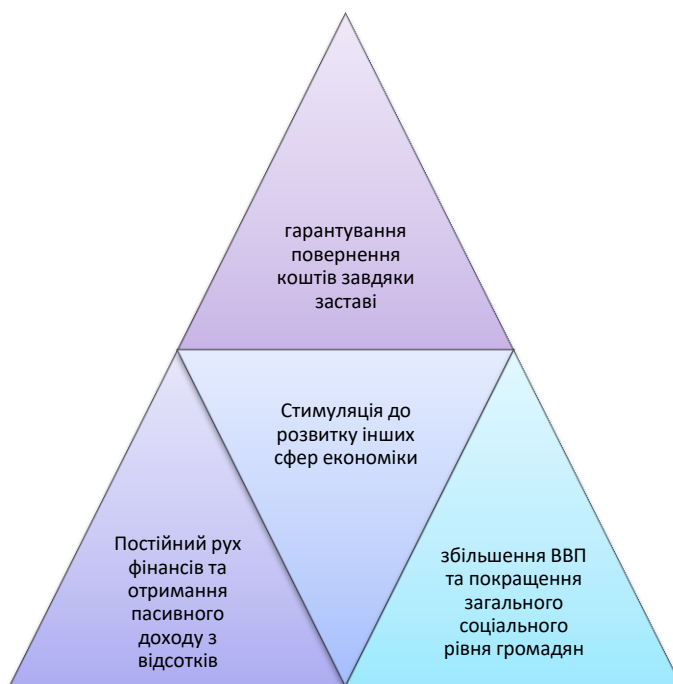 гарантування
повернення
коштів завдяки
заставі
Стимуляція до
розвитку інших
сфер економіки
Постійний рух
фінансів та
отримання
пасивного
доходу з
відсотків
збільшення ВВП
та покращення
загального
соціального
рівня громадян